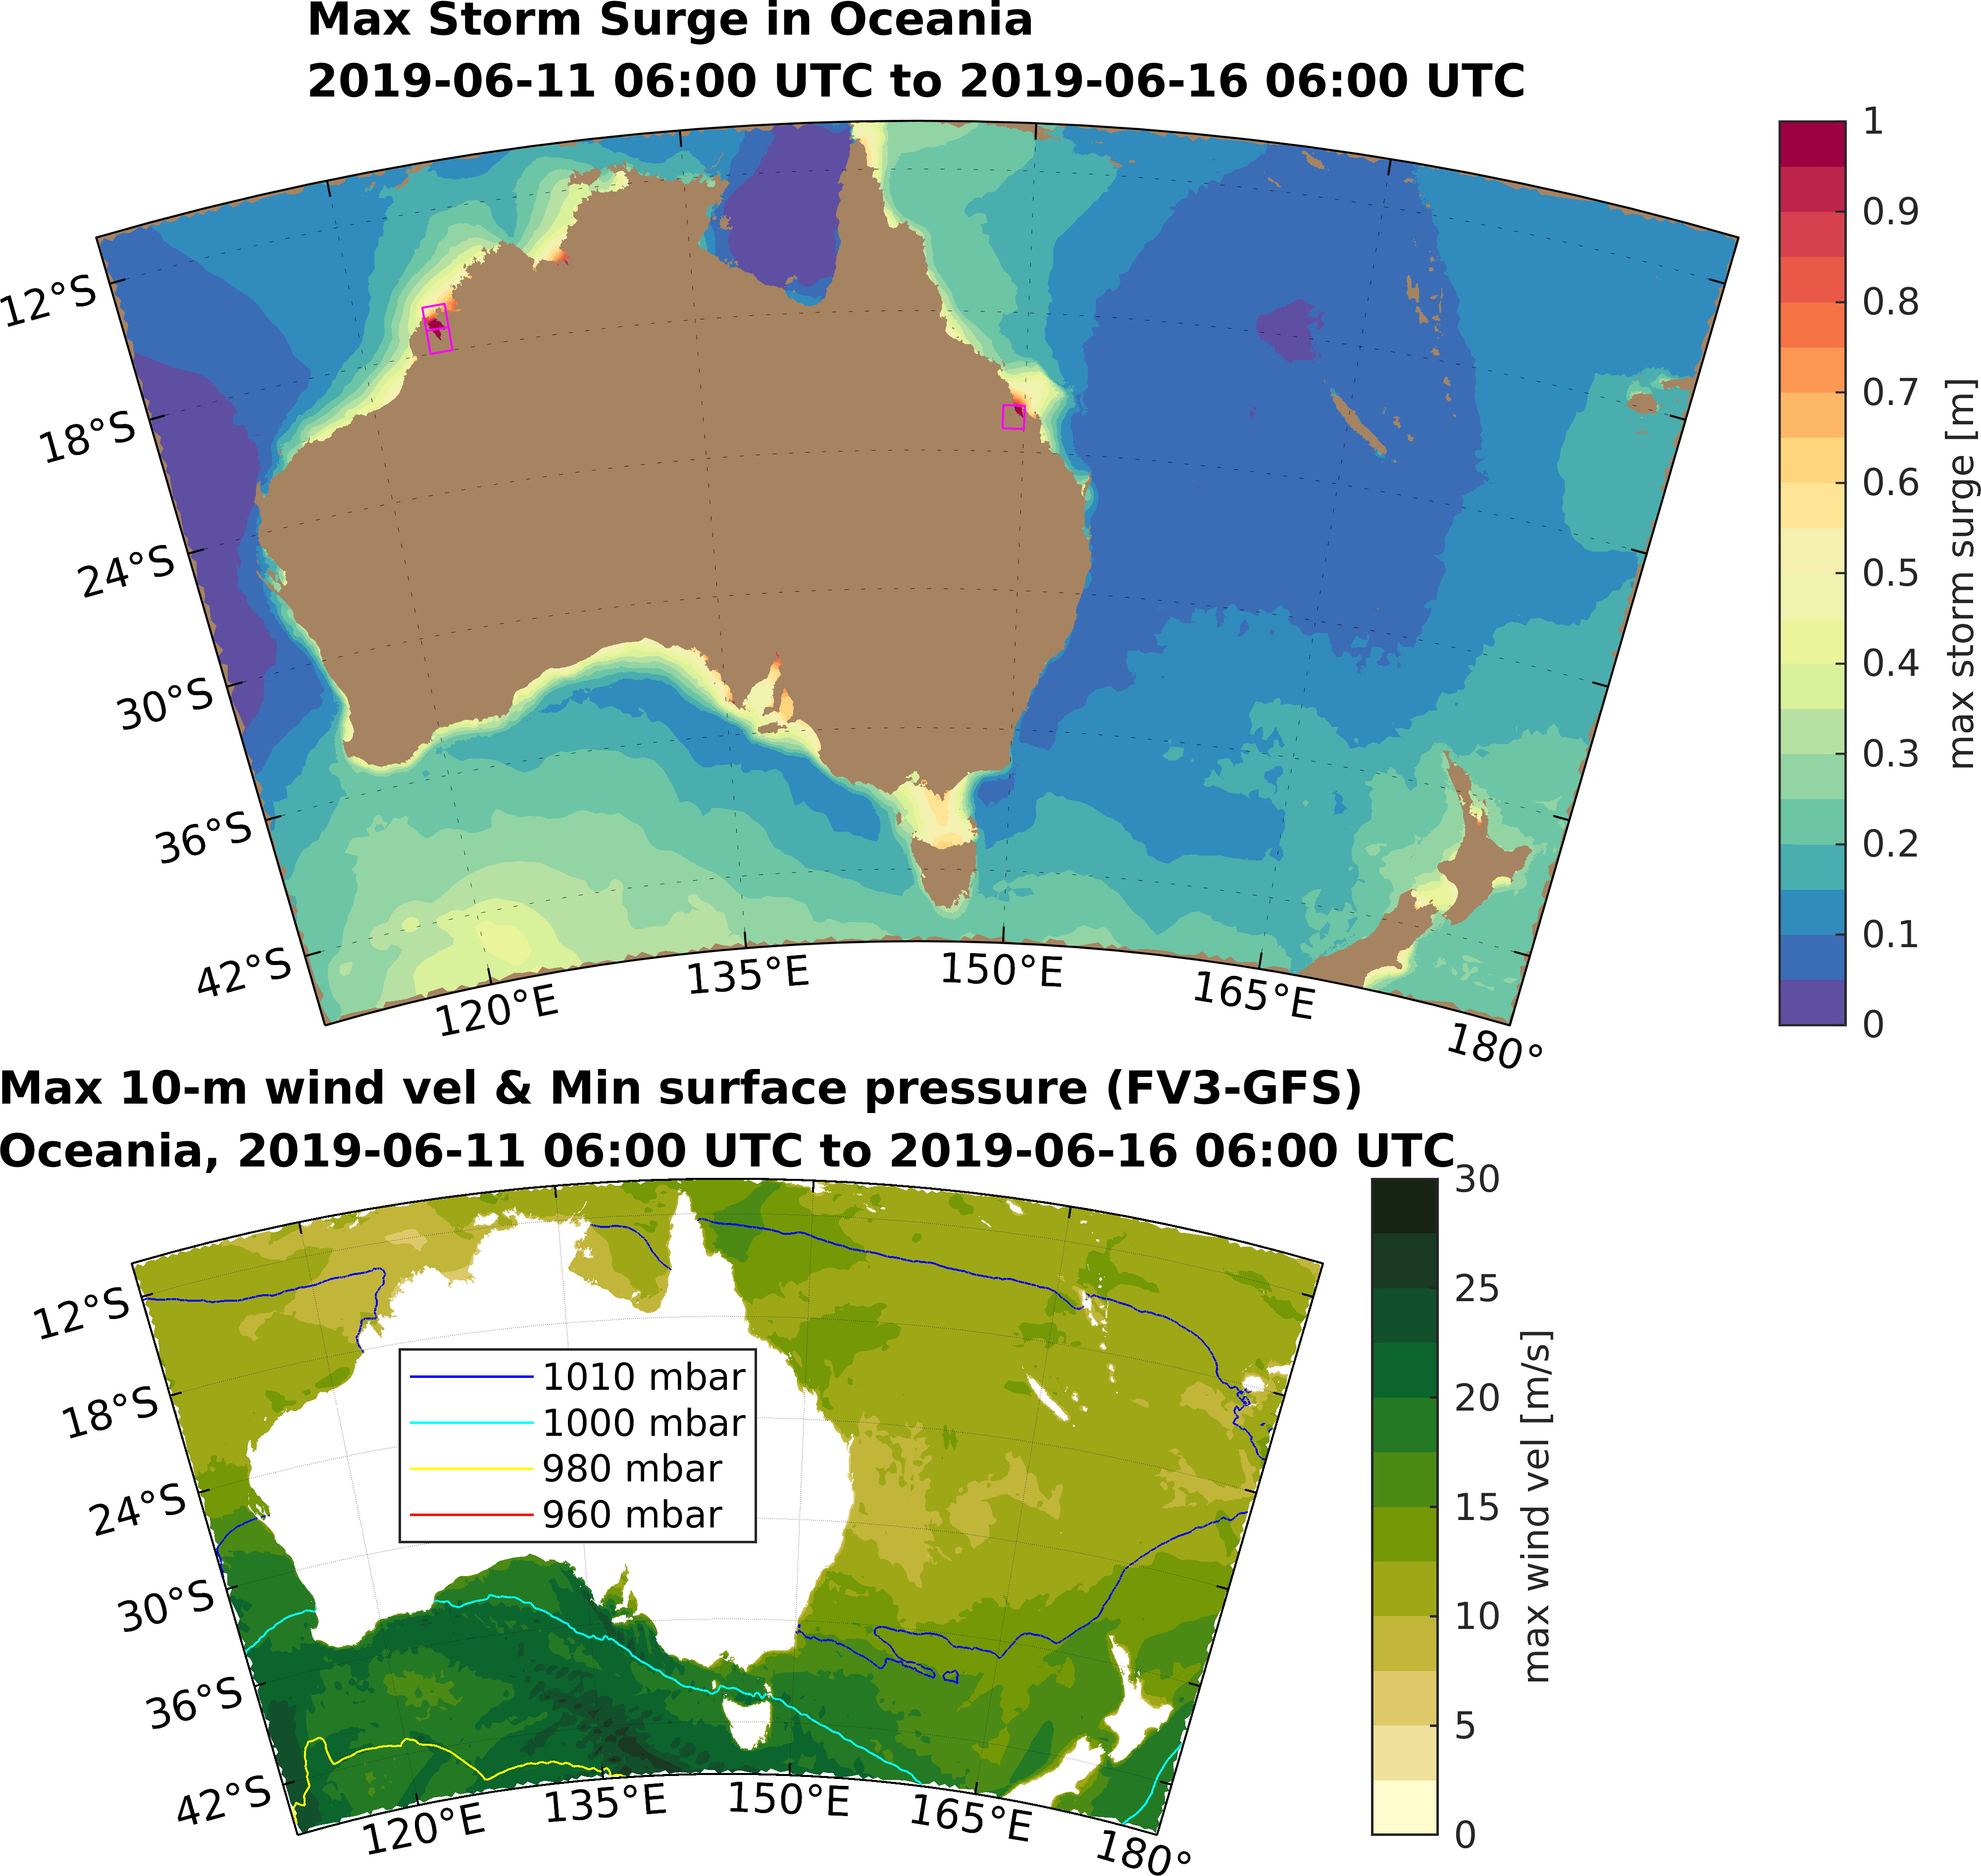 Max Storm Surge in Oceania
2019-06-11 06:00 UTC to 2019-06-16 06:00 UTC
12°S
18°S
24°S
30°S
36°S
42°S
120°E
135°E
150°E
165°E
180°
1
0.9
0.8
0.7
0.6
0.5
0.4
0.3
0.2
0.1
0
max storm surge [m]
Max 10-m wind vel & Min surface pressure (FV3-GFS)
Oceania, 2019-06-11 06:00 UTC to 2019-06-16 06:00 UTC
12°S
18°S
24°S
30°S
36°S
42°S
120°E
135°E
150°E
165°E
180°
1010 mbar
1000 mbar
980 mbar
960 mbar
30
25
20
15
10
5
0
max wind vel [m/s]